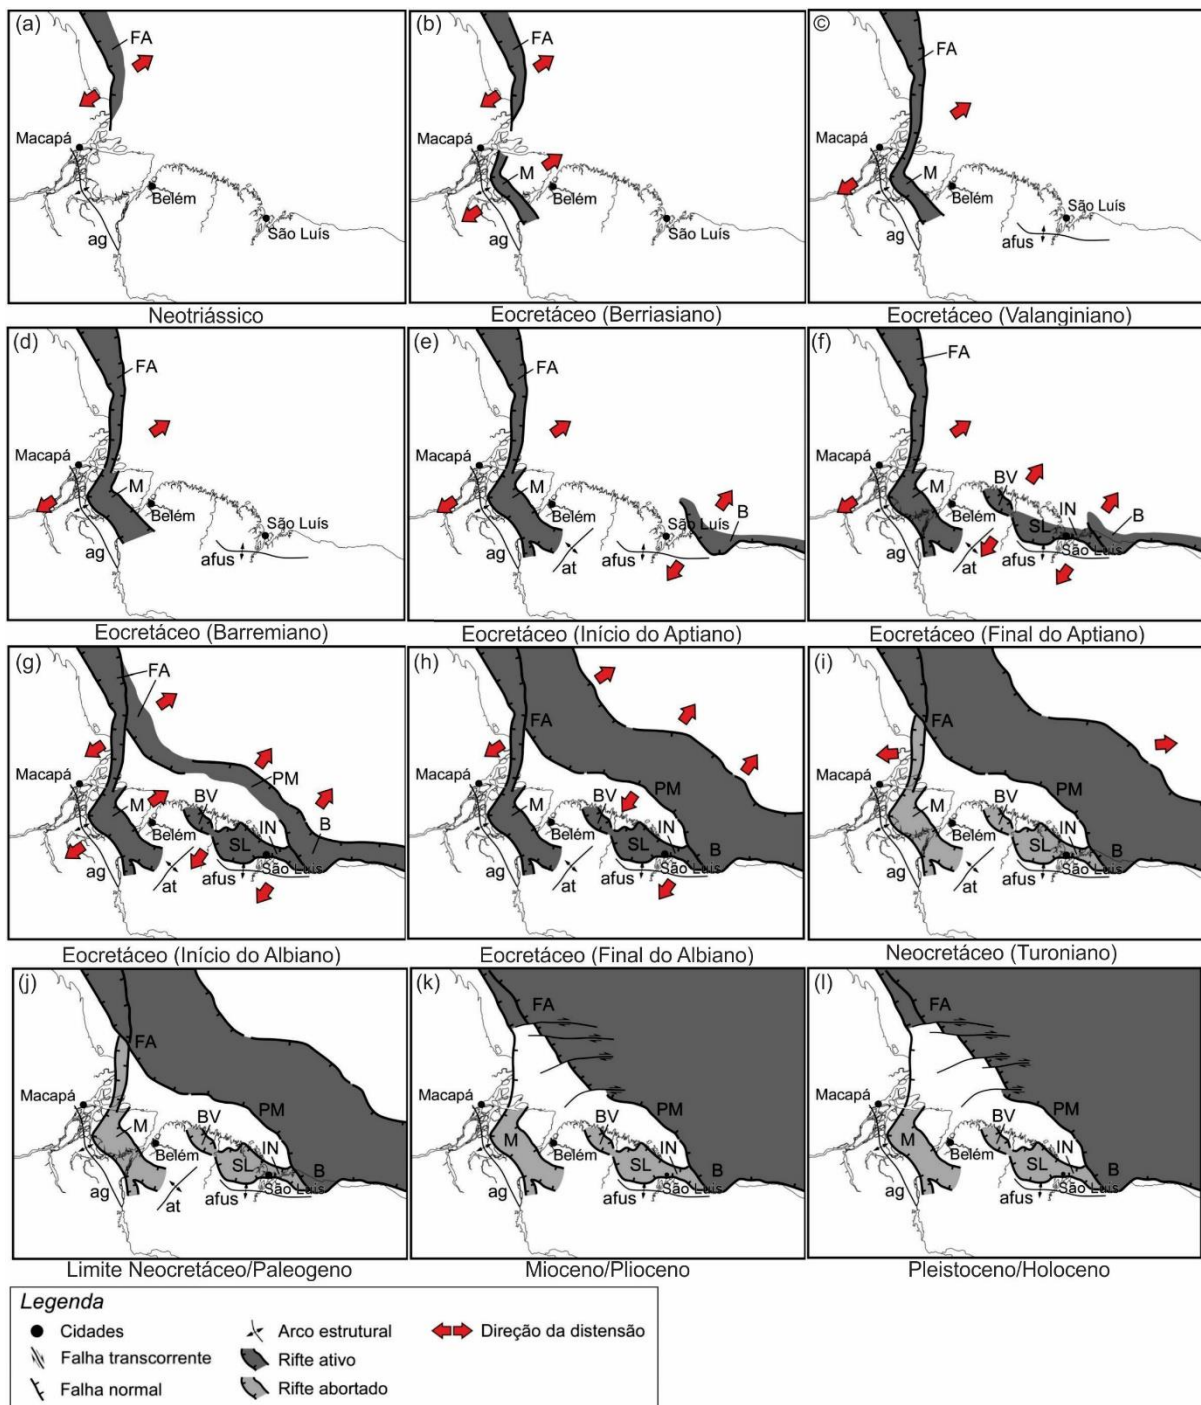 (a)
FA
Macapá
Belém
São Luís
ag
Neotriássico
(b)
FA
Macapá
M
Belém
São Luís
ag
Eocretáceo (Berriasiano)
©
FA
Macapá
M
Belém
São Luís
ag
afus
Eocretáceo (Valanginiano)
(d)
FA
Macapá
M
Belém
São Luís
ag
afus
Eocretáceo (Barremiano)
(e)
FA
Macapá
M
Belém
São Luís
B
ag
at
afus
Eocretáceo (Início do Aptiano)
(f)
FA
Macapá
BV
M
IN
Belém
B
SL
São Luís
ag
at
afus
Eocretáceo (Final do Aptiano)
(g)
FA
Macapá
PM
M
BV
B
Belém
IN
SL
São Luís
ag
at
afus
Eocretáceo (Início do Albiano)
(h)
FA
Macapá
PM
BV
M
Belém
IN
SL
B
São Luís
ag
at
afus
Eocretáceo (Final do Albiano)
(i)
FA
Macapá
PM
BV
M
Belém
IN
SL
B
São Luís
ag
at
afus
Neocretáceo (Turoniano)
(j)
FA
Macapá
PM
BV
M
Belém
IN
SL
B
São Luís
ag
at
afus
Limite Neocretáceo/Paleogeno
(k)
FA
Macapá
PM
BV
M
Belém
IN
SL
B
São Luís
ag
afus
Mioceno/Plioceno
(l)
FA
Macapá
PM
BV
M
Belém
IN
SL
B
São Luís
ag
afus
Pleistoceno/Holoceno
Legenda
Cidades
Arco estrutural
Direção da distensão
Falha transcorrente
Rifte ativo
Falha normal
Rifte abortado